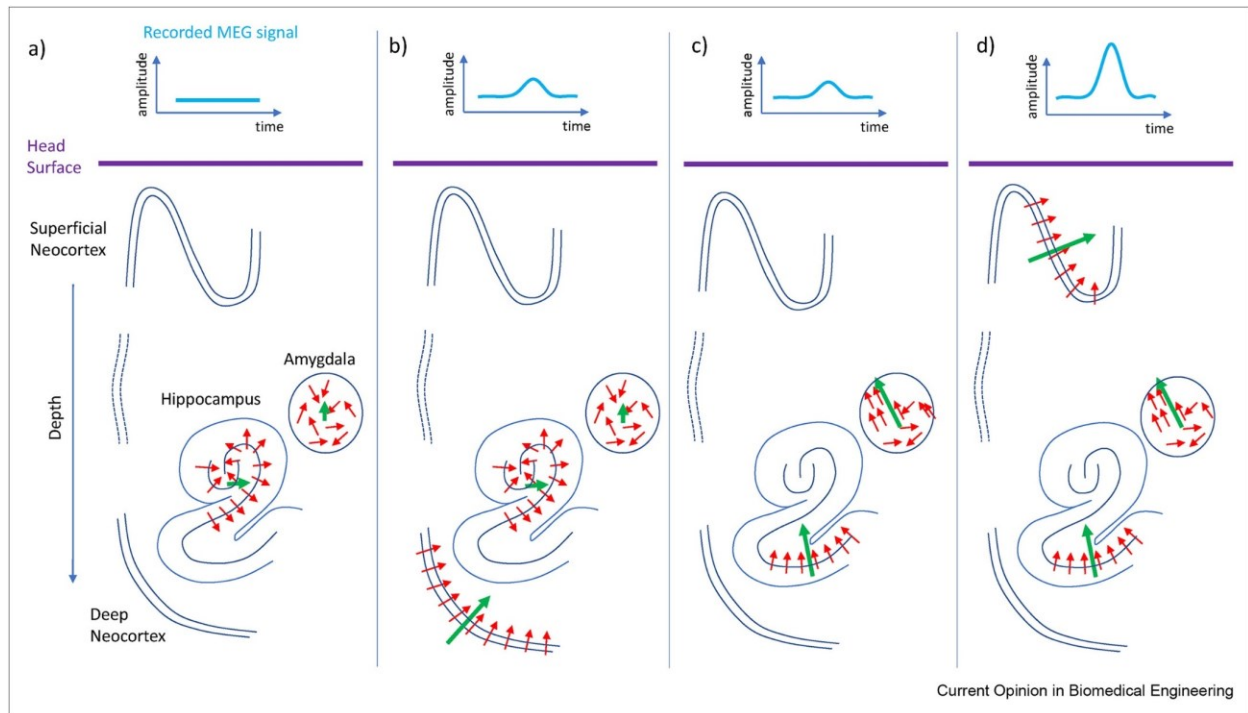 Recorded MEG signal
a)
amplitude
time
b)
amplitude
time
c)
amplitude
time
d)
amplitude
time
Head
Surface
Superficial
Neocortex
Depth
Hippocampus
Amygdala
Deep
Neocortex
Current Opinion in Biomedical Engineering